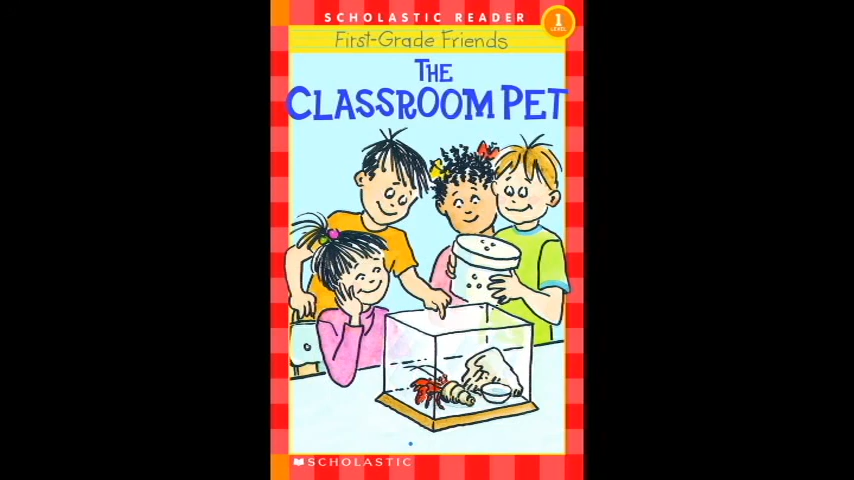 SCHOLASTIC READER
1
LEVEL
First-Grade Friends
THE
CLASSROOM PET
SCHOLASTIC